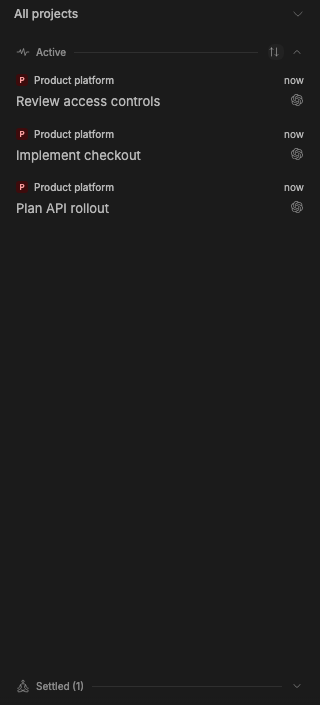 All projects
Active
P Product platform now
Review access controls
P Product platform now
Implement checkout
P Product platform now
Plan API rollout
Settled (1)